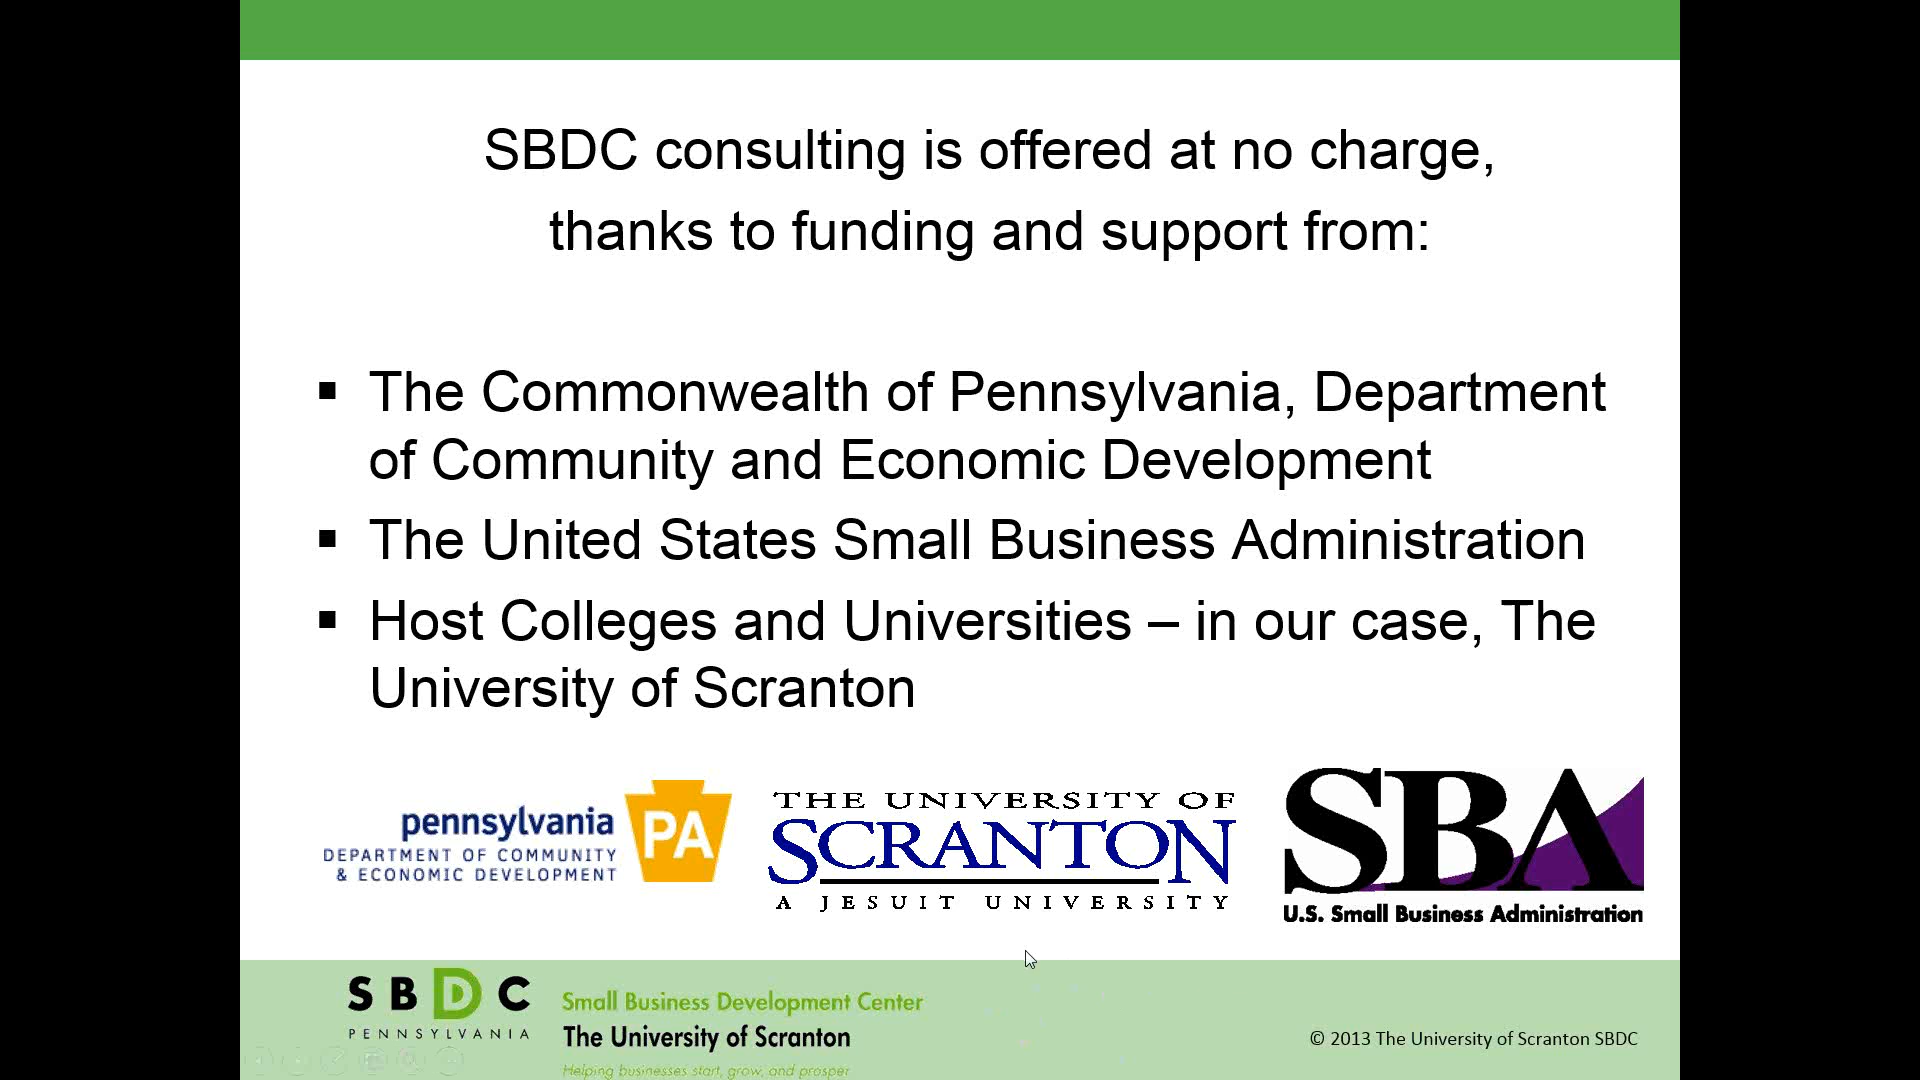 SBDC consulting is offered at no charge,
thanks to funding and support from:
▪ The Commonwealth of Pennsylvania, Department
of Community and Economic Development
▪ The United States Small Business Administration
▪ Host Colleges and Universities – in our case, The
University of Scranton
pennsylvania
DEPARTMENT OF COMMUNITY
& ECONOMIC DEVELOPMENT
PA
THE UNIVERSITY OF
SCRANTON
A JESUIT UNIVERSITY
SBA
U.S. Small Business Administration
SBDC
PENNSYLVANIA
Small Business Development Center
The University of Scranton
Helping businesses start, grow, and prosper
© 2013 The University of Scranton SBDC